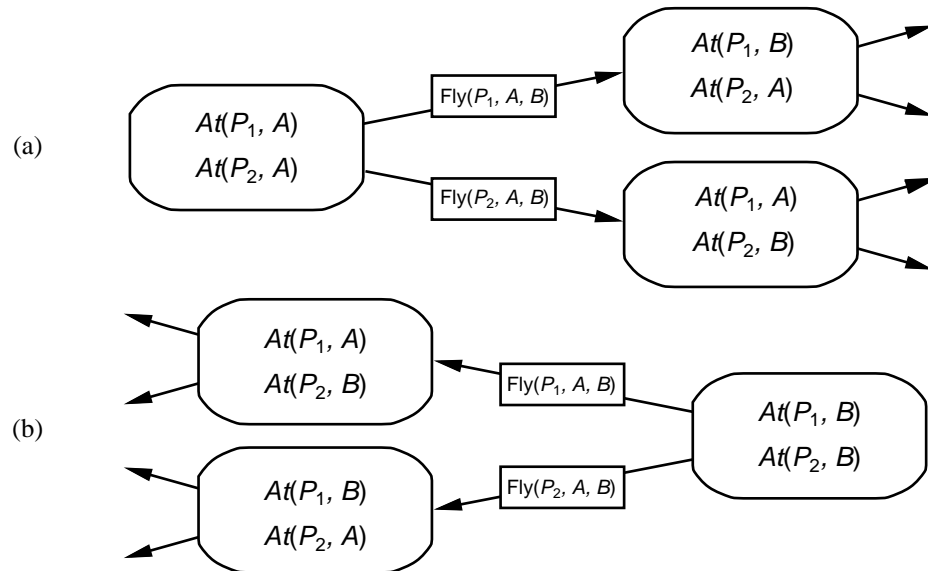 (a)
At(P₁, A)
At(P₂, A)
Fly(P₁, A, B)
Fly(P₂, A, B)
At(P₁, B)
At(P₂, A)
At(P₁, A)
At(P₂, B)
(b)
At(P₁, A)
At(P₂, B)
At(P₁, B)
At(P₂, A)
Fly(P₁, A, B)
Fly(P₂, A, B)
At(P₁, B)
At(P₂, B)